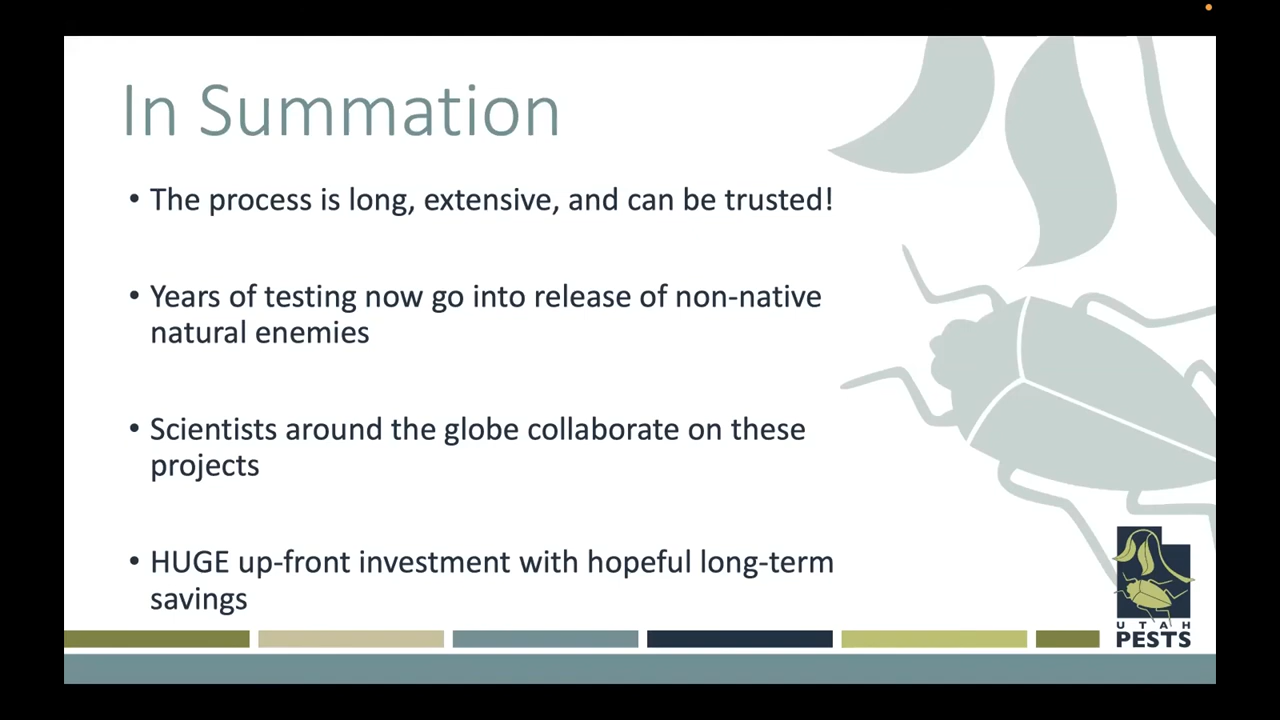 In Summation
• The process is long, extensive, and can be trusted!
• Years of testing now go into release of non-native
natural enemies
• Scientists around the globe collaborate on these
projects
• HUGE up-front investment with hopeful long-term
savings
UTAH
PESTS